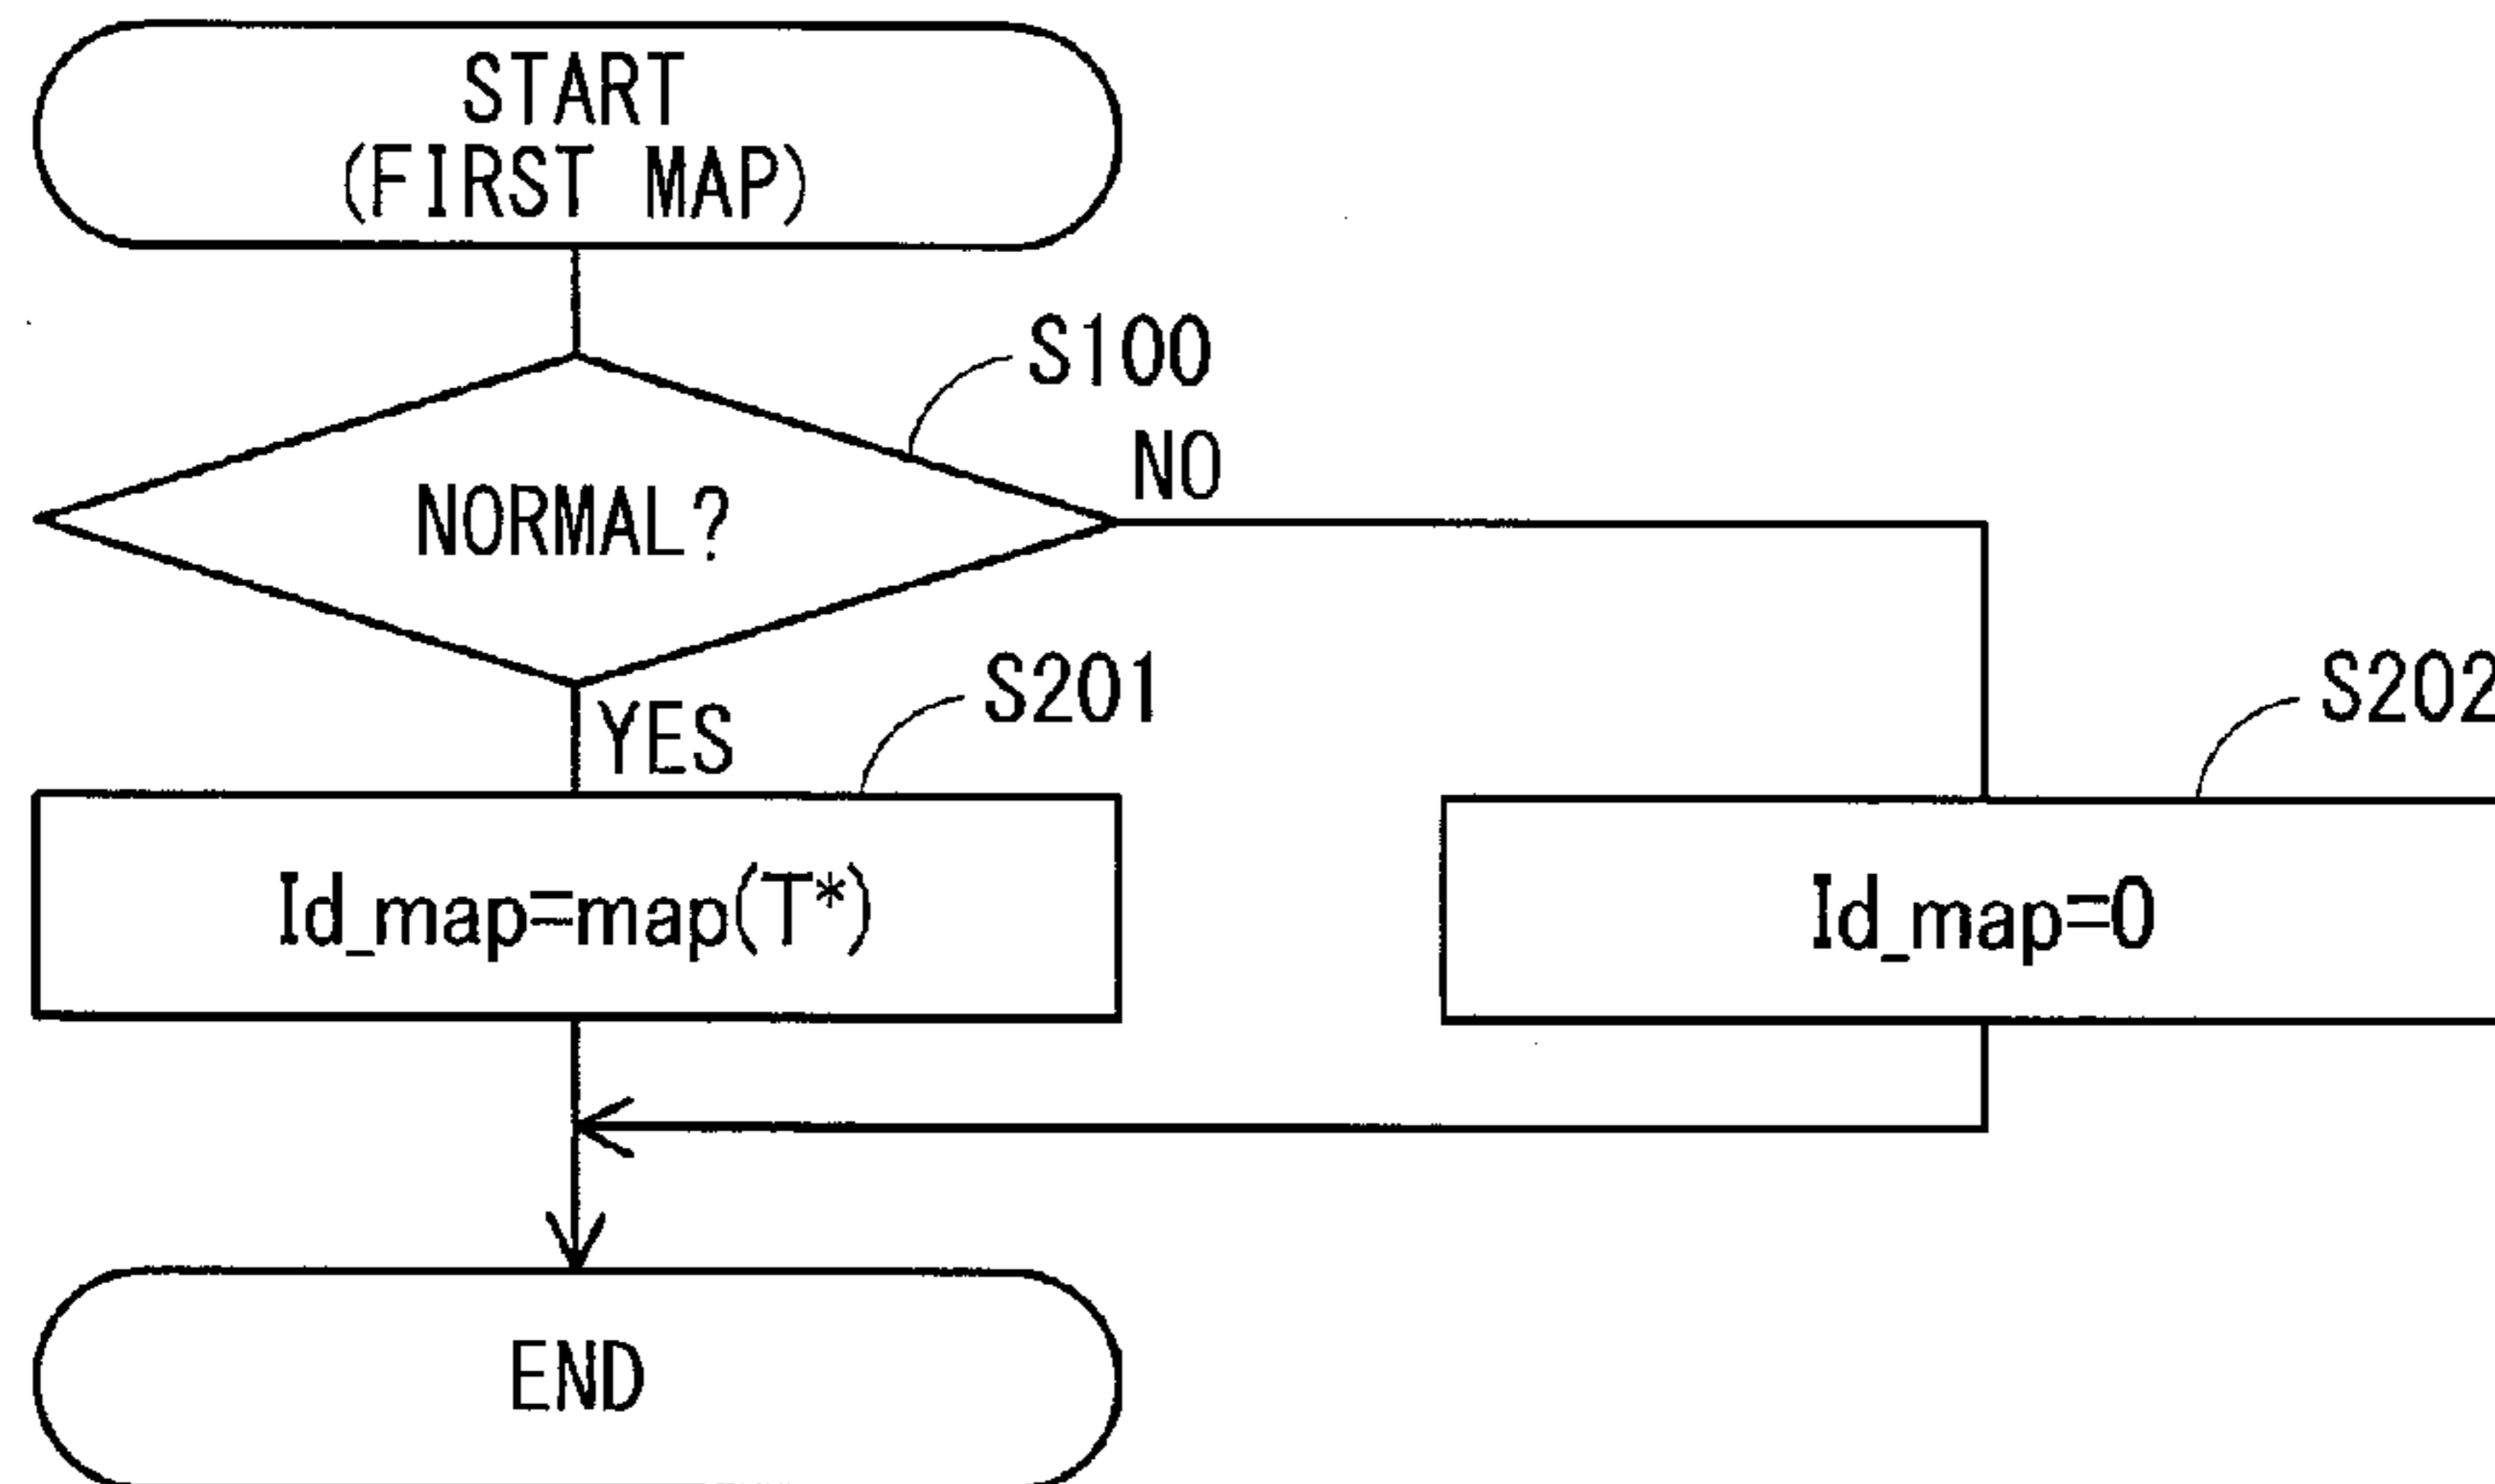 START
(FIRST MAP)
S100
NO
NORMAL?
S201
S202
YES
Id_map=map(T*)
Id_map=0
END